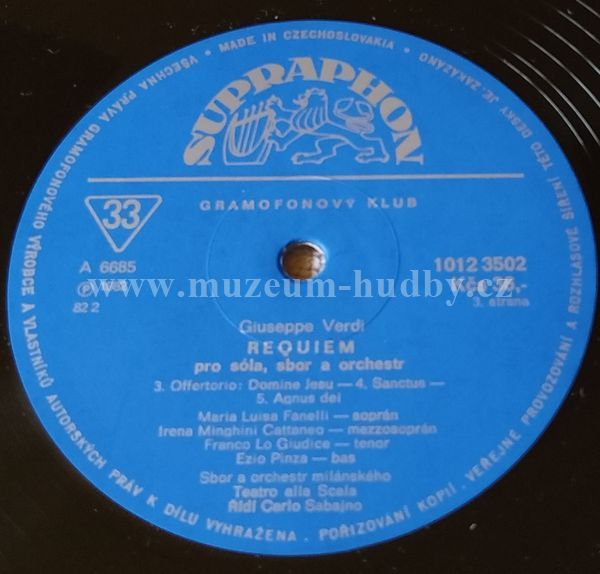 VŠECHNA PRÁVA GRAMOFONOVÉHO VÝROBCE A VLASTNÍKŮ AUTORSKÝCH PRÁV K DÍLU VYHRAŽENA . POŘIZOVÁNÍ KOPIÍ . VEŘEJNÉ PROVOZOVÁNÍ A ROZHLASOVÉ ŠÍŘENÍ TÉTO DESKY JE ZAKÁZÁNO • MADE IN CZECHOSLOVAKIA •
SUPRAPHON
33
GRAMOFONOVÝ KLUB
A 6685
1012 3502
Ⓟ
Kčs
82 2
3. strana
www.muzeum-hudby.cz
Giuseppe Verdi
REQUIEM
pro sóla, sbor a orchestr
3. Offertorio: Domine Jesu — 4. Sanctus —
5. Agnus dei
Maria Luisa Fanelli — soprán
Irena Minghini Cattaneo — mezzosoprán
Franco Lo Giudice — tenor
Ezio Pinza — bas
Sbor a orchestr milánského
Teatro alla Scala
Řídí Carlo Sabajno